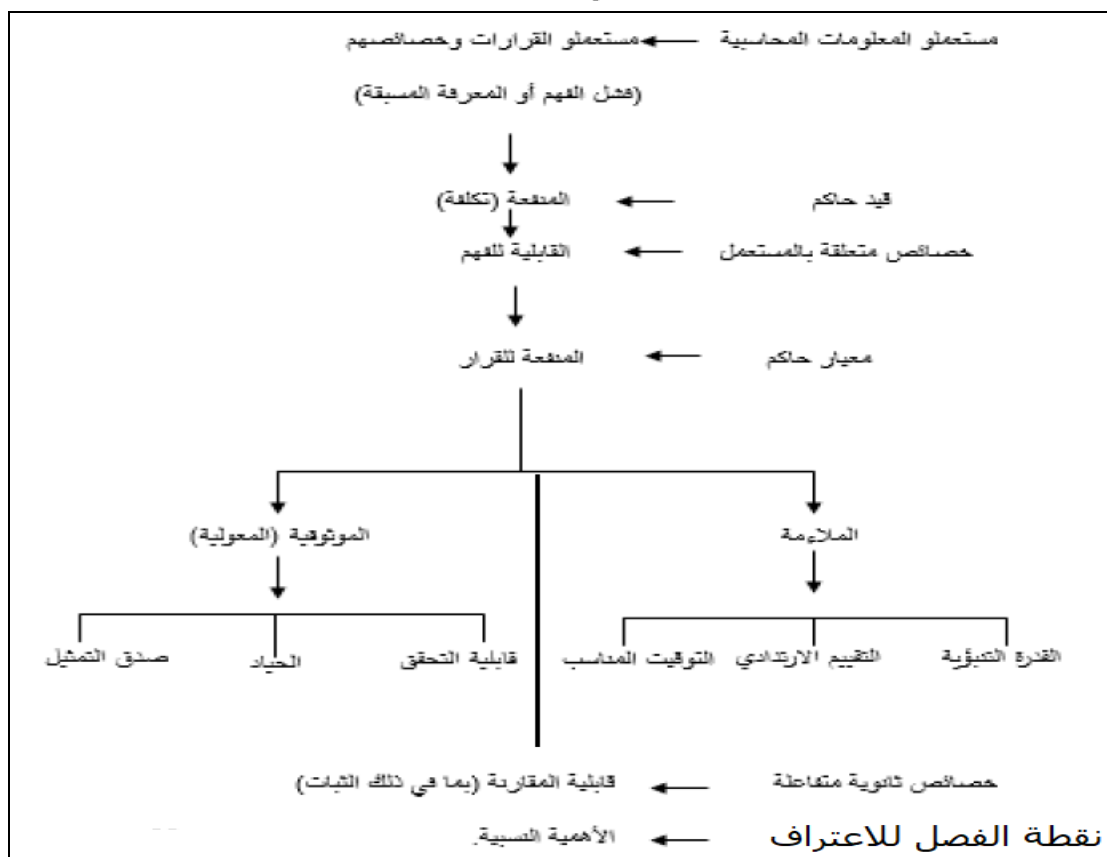 مستعملو المعلومات المحاسبية مستعملو القرارات وخصائصهم
(فشل الفهم أو المعرفة المسبقة)
قيد حاكم المنفعة (تكلفة)
خصائص متعلقة بالمستعمل القابلية للفهم
معيار حاكم المنفعة للقرار
الملاءمة الموثوقية (المعولية)
القدرة التنبؤية التقييم الارتدادي التوقيت المناسب قابلية التحقق الحياد صدق التمثيل
خصائص ثانوية متفاعلة قابلية المقارنة (بما في ذلك الثبات)
نقطة الفصل للاعتراف الأهمية النسبية.